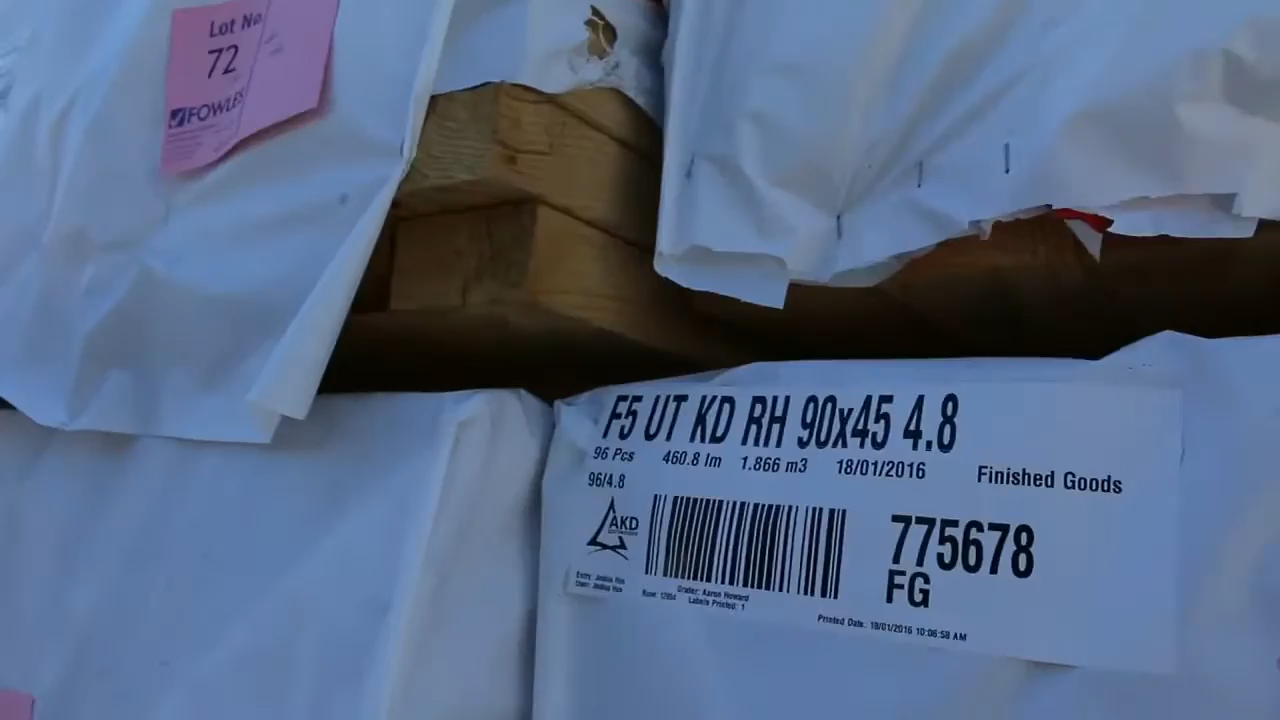 Lot No
72
FOWLES
F5 UT KD RH 90x45 4.8
96 Pcs 460.8 lm 1.866 m3 18/01/2016 Finished Goods
96/4.8
AKD
775678
FG
Grader: Aaron Howard
Labels Printed: 1
Printed Date: 18/01/2016 10:06:58 AM